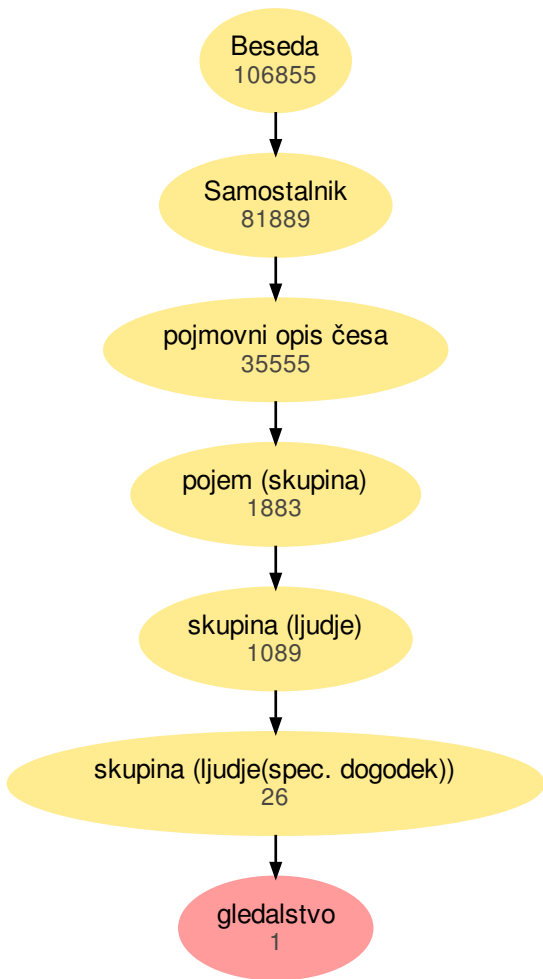 Beseda
106855
Samostalnik
81889
pojmovni opis česa
35555
pojem (skupina)
1883
skupina (ljudje)
1089
skupina (ljudje(spec. dogodek))
26
gledalstvo
1